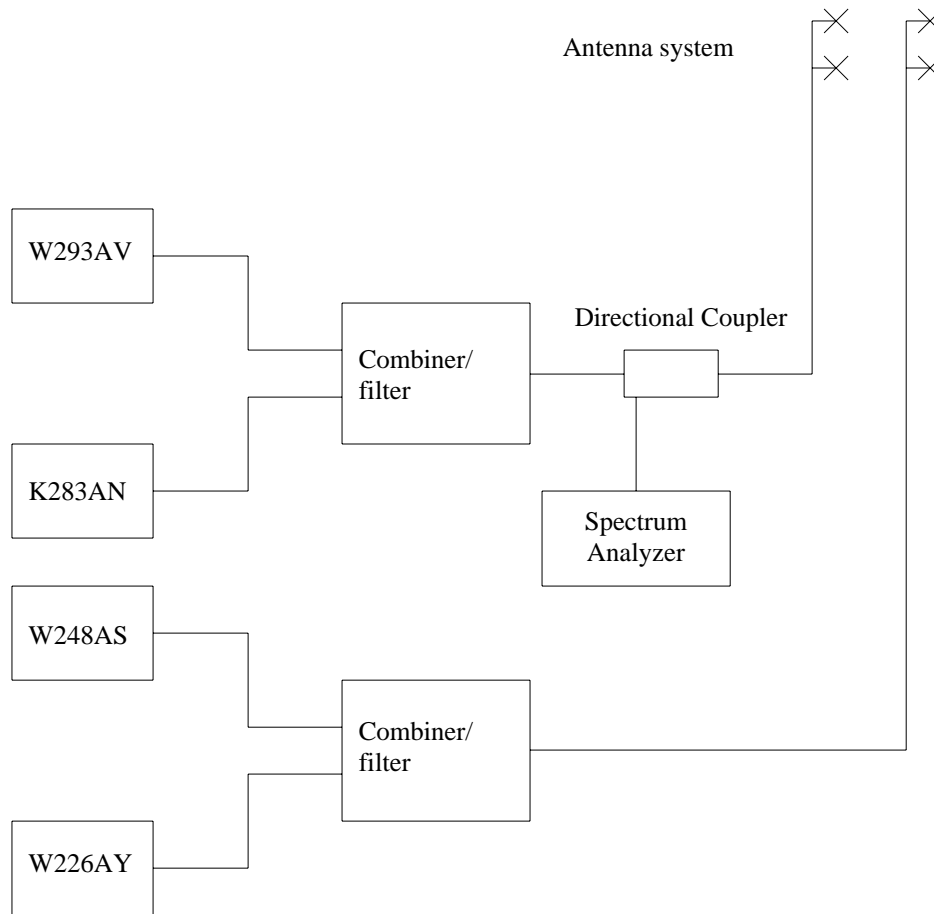 Antenna system
W293AV
Directional Coupler
Combiner/
filter
K283AN
Spectrum
Analyzer
W248AS
Combiner/
filter
W226AY